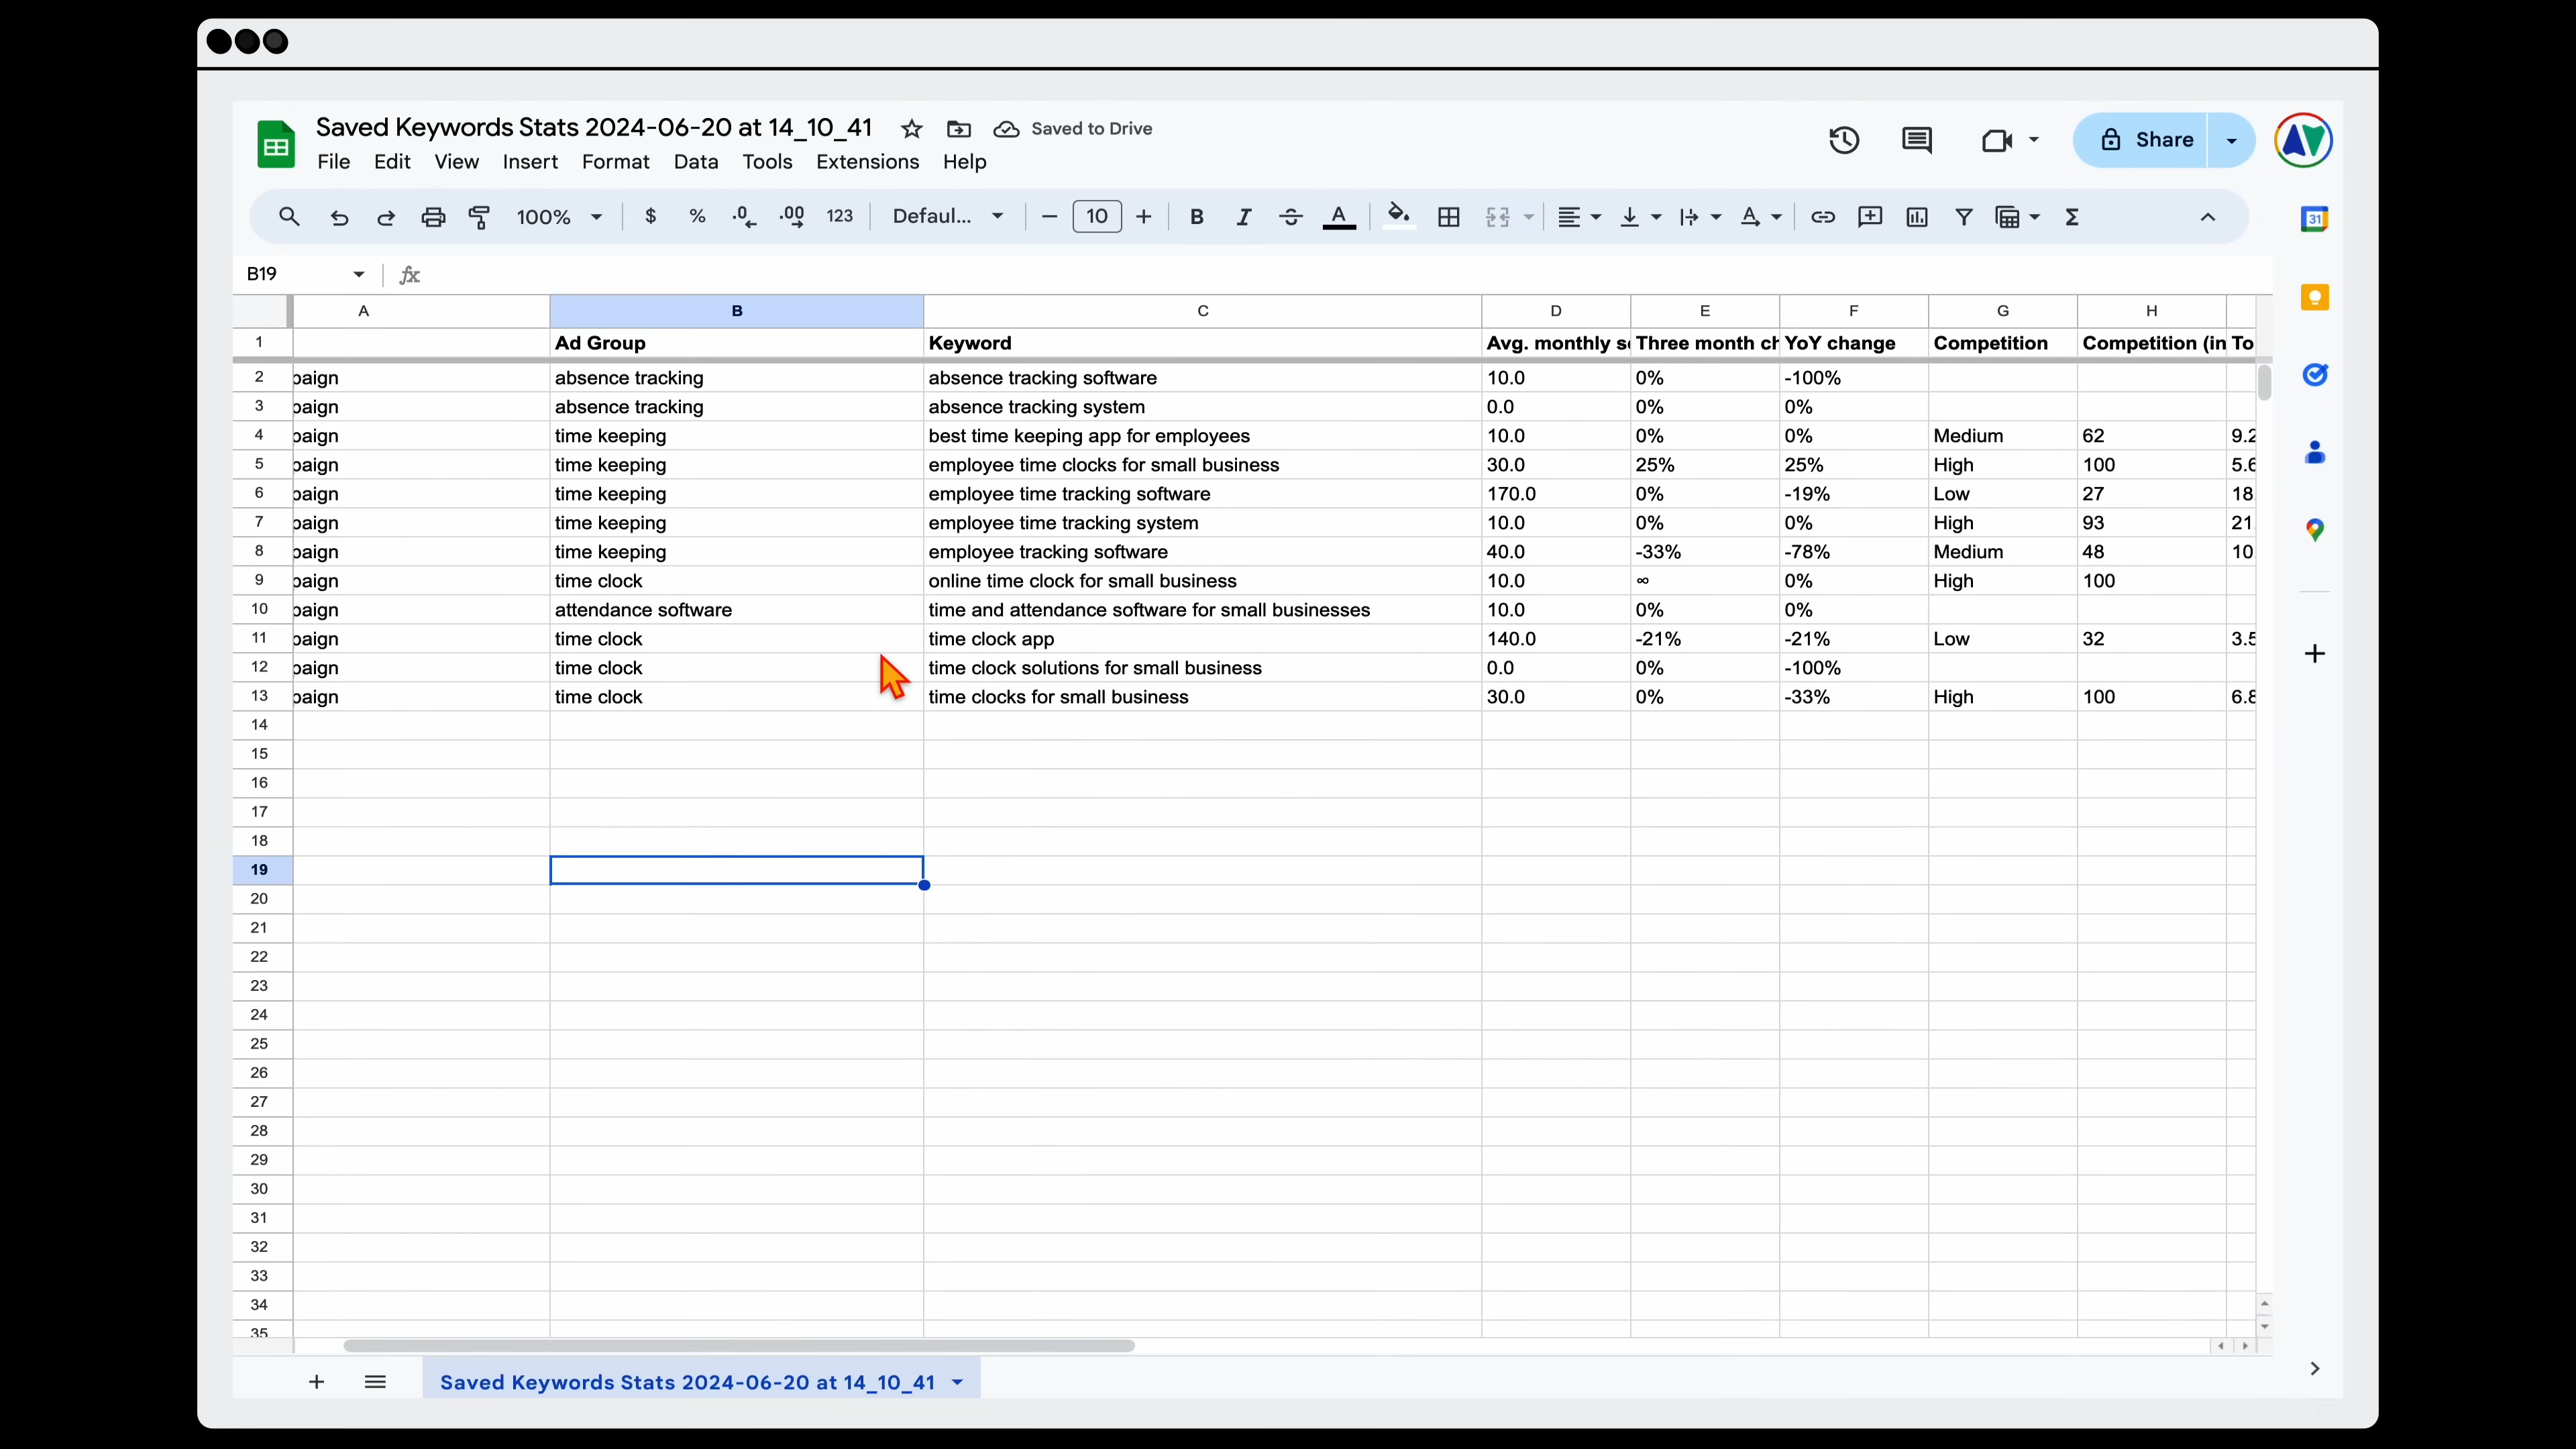 Saved Keywords Stats 2024-06-20 at 14_10_41 Saved to Drive
File Edit View Insert Format Data Tools Extensions Help
Share
100% $ % .0 .00 123 Defaul... 10 B I S A A Σ
31
B19 fx
A B C D E F G H
1 Ad Group Keyword Avg. monthly se Three month ch YoY change Competition Competition (in To
2 paign absence tracking absence tracking software 10.0 0% -100%
3 paign absence tracking absence tracking system 0.0 0% 0%
4 paign time keeping best time keeping app for employees 10.0 0% 0% Medium 62 9.2
5 paign time keeping employee time clocks for small business 30.0 25% 25% High 100 5.6
6 paign time keeping employee time tracking software 170.0 0% -19% Low 27 18
7 paign time keeping employee time tracking system 10.0 0% 0% High 93 21
8 paign time keeping employee tracking software 40.0 -33% -78% Medium 48 10
9 paign time clock online time clock for small business 10.0 ∞ 0% High 100
10 paign attendance software time and attendance software for small businesses 10.0 0% 0%
11 paign time clock time clock app 140.0 -21% -21% Low 32 3.5
12 paign time clock time clock solutions for small business 0.0 0% -100%
13 paign time clock time clocks for small business 30.0 0% -33% High 100 6.8
14
15
16
17
18
19
20
21
22
23
24
25
26
27
28
29
30
31
32
33
34
35
Saved Keywords Stats 2024-06-20 at 14_10_41